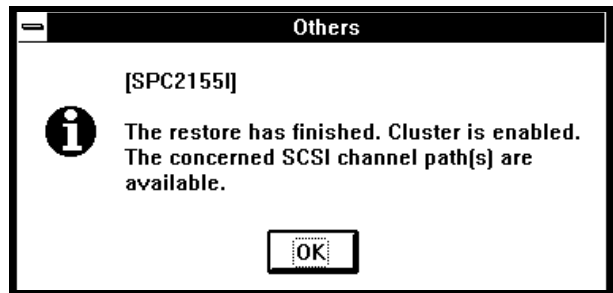 Others
[SPC2155I]
The restore has finished. Cluster is enabled.
The concerned SCSI channel path(s) are
available.
OK